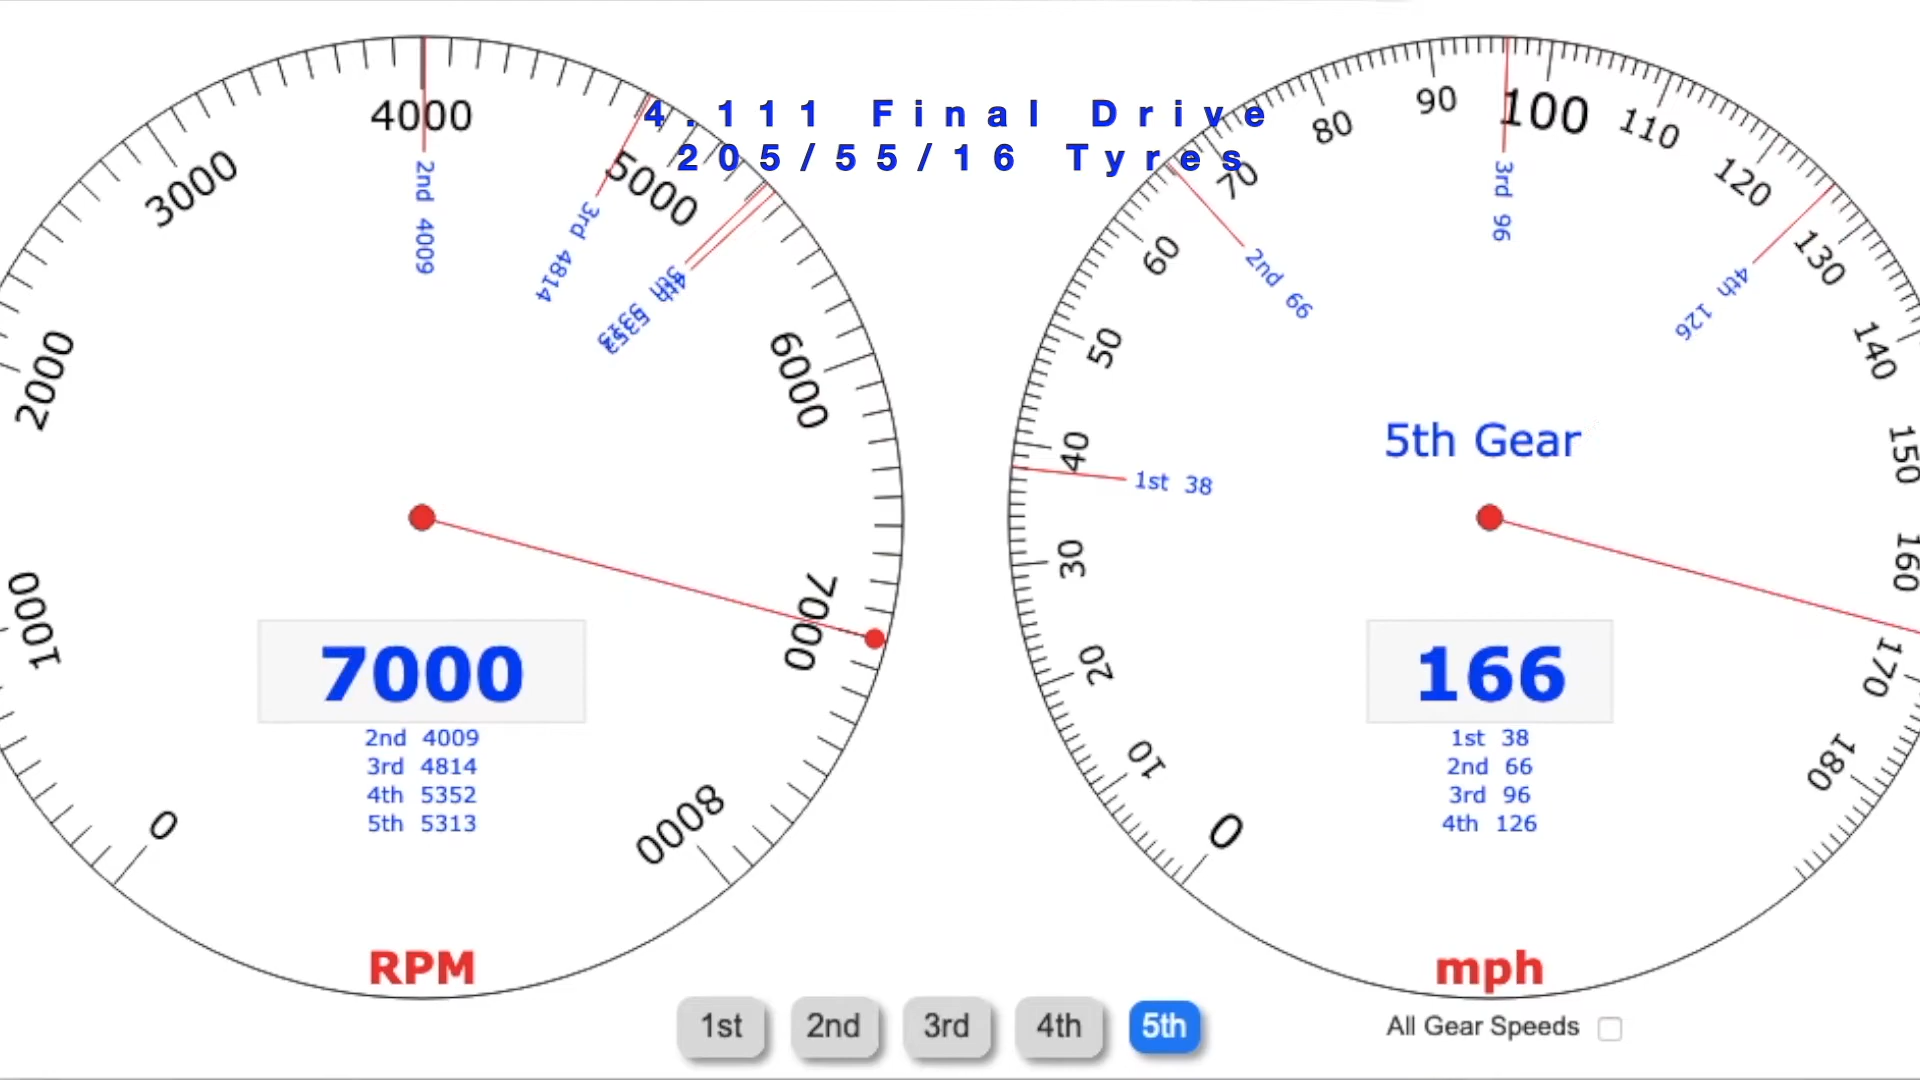 4.111 Final Drive
205/55/16 Tyres
0
1000
2000
3000
4000
5000
6000
7000
8000
2nd 4009
3rd 4814
4th 5352
5th 5313
7000
2nd 4009
3rd 4814
4th 5352
5th 5313
RPM
0
10
20
30
40
50
60
70
80
90
100
110
120
130
140
150
160
170
180
1st 38
2nd 66
3rd 96
4th 126
5th Gear
166
1st 38
2nd 66
3rd 96
4th 126
mph
1st 2nd 3rd 4th 5th
All Gear Speeds